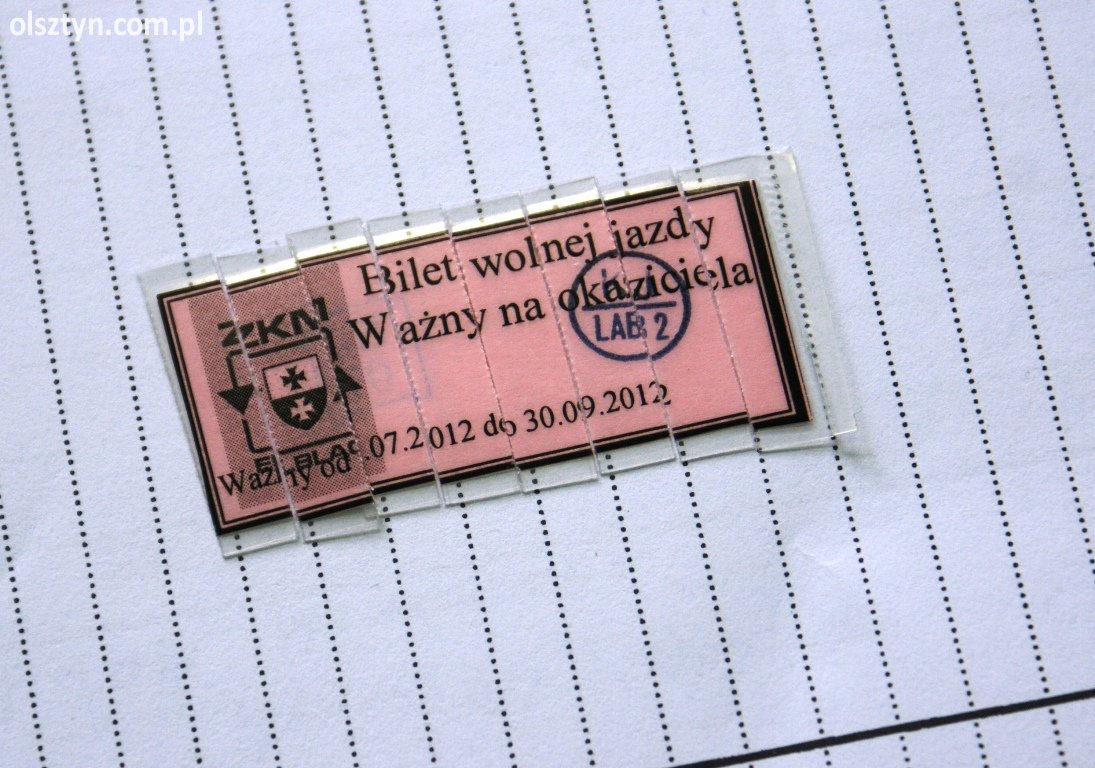 olsztyn.com.pl
Bilet wolnej jazdy
Ważny na okaziciela
ZKM
LAB 2
Ważny od .07.2012 do 30.09.2012